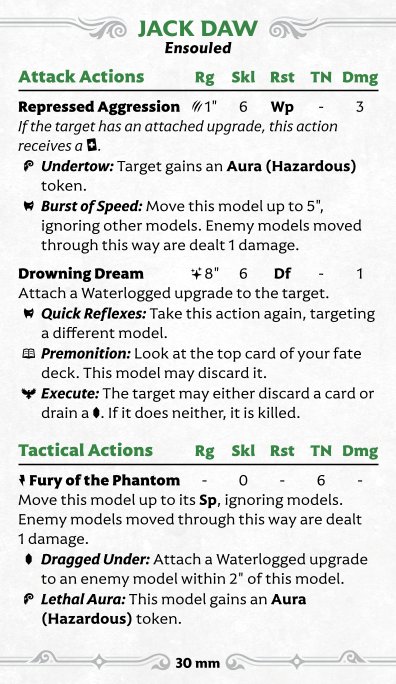 JACK DAW
Ensouled
Attack Actions Rg Skl Rst TN Dmg
Repressed Aggression 1" 6 Wp - 3
If the target has an attached upgrade, this action
receives a .
Undertow: Target gains an Aura (Hazardous)
token.
Burst of Speed: Move this model up to 5",
ignoring other models. Enemy models moved
through this way are dealt 1 damage.
Drowning Dream 8" 6 Df - 1
Attach a Waterlogged upgrade to the target.
Quick Reflexes: Take this action again, targeting
a different model.
Premonition: Look at the top card of your fate
deck. This model may discard it.
Execute: The target may either discard a card or
drain a . If it does neither, it is killed.
Tactical Actions Rg Skl Rst TN Dmg
Fury of the Phantom - 0 - 6 -
Move this model up to its Sp, ignoring models.
Enemy models moved through this way are dealt
1 damage.
Dragged Under: Attach a Waterlogged upgrade
to an enemy model within 2" of this model.
Lethal Aura: This model gains an Aura
(Hazardous) token.
30 mm